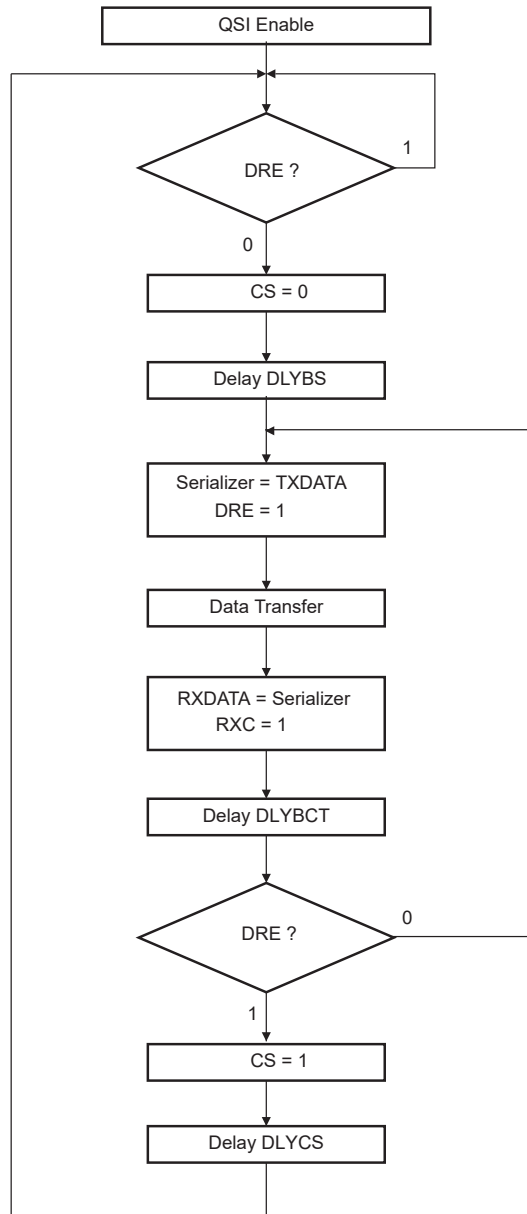 QSI Enable
1
DRE ?
0
CS = 0
Delay DLYBS
Serializer = TXDATA
DRE = 1
Data Transfer
RXDATA = Serializer
RXC = 1
Delay DLYBCT
0
DRE ?
1
CS = 1
Delay DLYCS